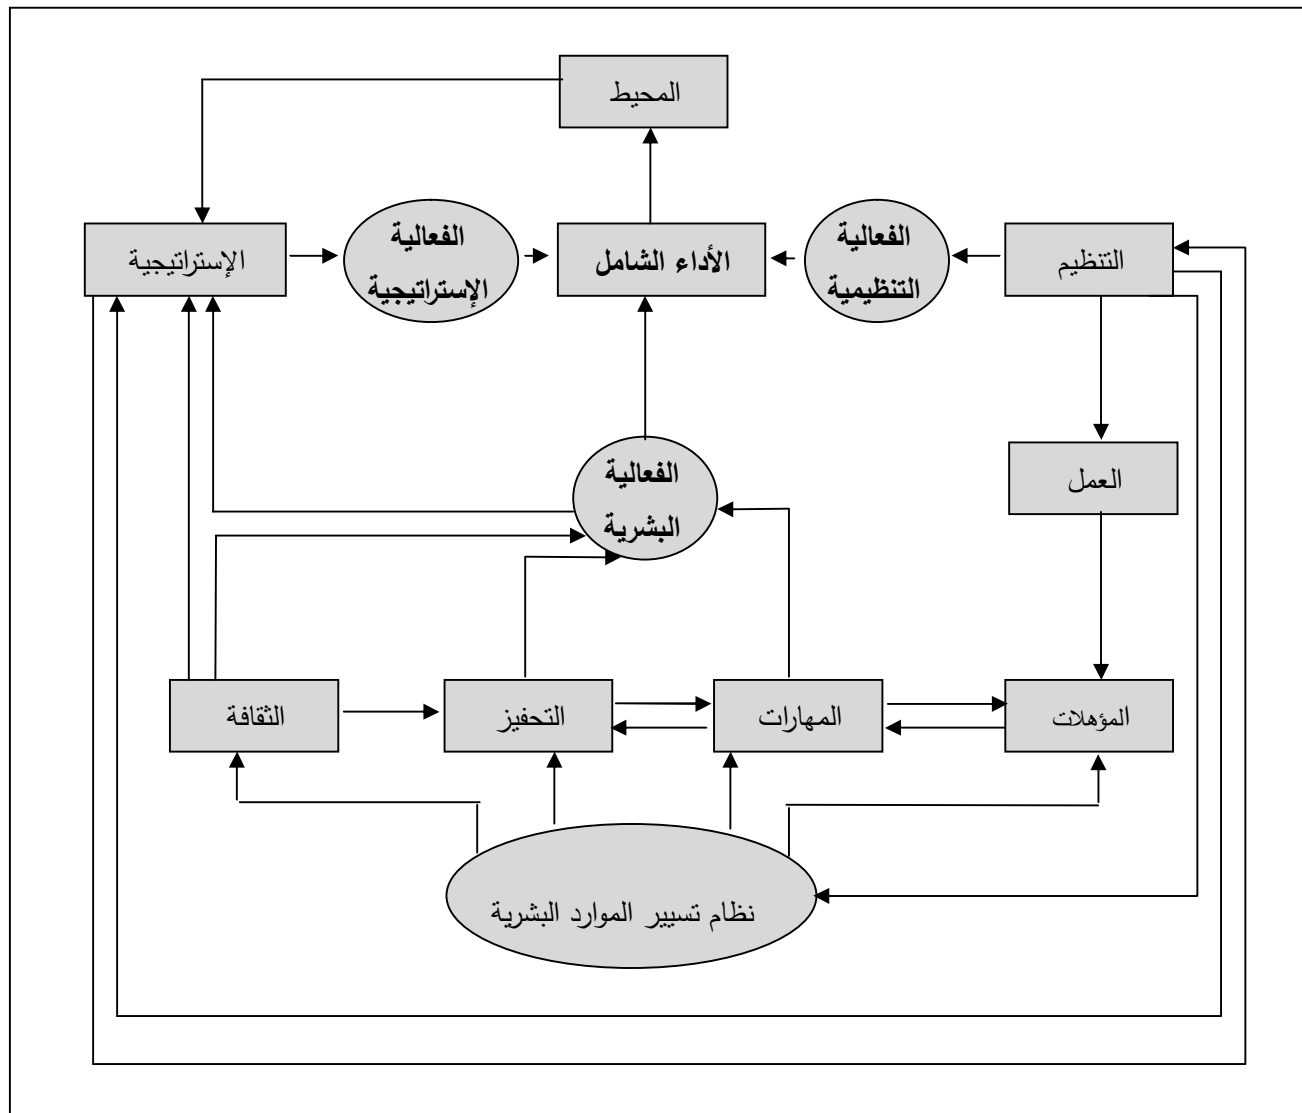 المحيط
التنظيم
الفعالية
التنظيمية
الأداء الشامل
الفعالية
الإستراتيجية
الإستراتيجية
العمل
الفعالية
البشرية
المؤهلات
المهارات
التحفيز
الثقافة
نظام تسيير الموارد البشرية